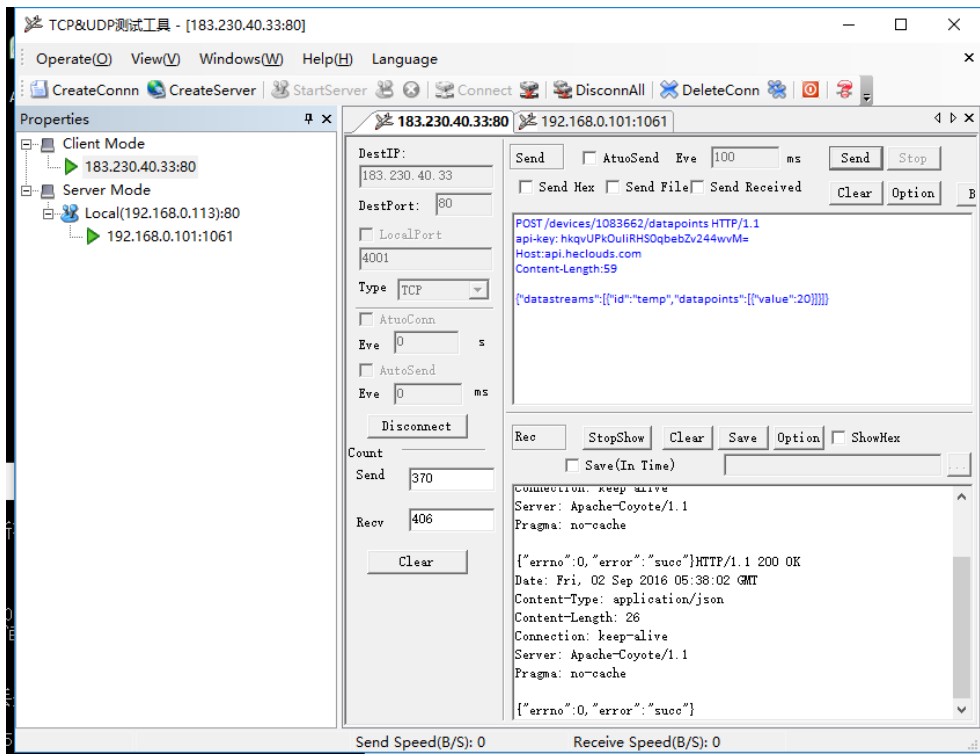 TCP&UDP测试工具 - [183.230.40.33:80]
Operate(O) View(V) Windows(W) Help(H) Language
CreateConnn CreateServer StartServer Connect DisconnAll DeleteConn
Properties
Client Mode
183.230.40.33:80
Server Mode
Local(192.168.0.113):80
192.168.0.101:1061
183.230.40.33:80 192.168.0.101:1061
DestIP:
183.230.40.33
DestPort: 80
LocalPort
4001
Type TCP
AtuoConn
Eve 0 s
AutoSend
Eve 0 ms
Disconnect
Count
Send 370
Recv 406
Clear
Send AtuoSend Eve 100 ms Send Stop
Send Hex Send File Send Received Clear Option B
POST /devices/1083662/datapoints HTTP/1.1
api-key: hkqvUPkOuIiRHS0qbebZv244wvM=
Host:api.heclouds.com
Content-Length:59
{"datastreams":[{"id":"temp","datapoints":[{"value":20}]}]}
Rec StopShow Clear Save Option ShowHex
Save(In Time) ...
Connection: keep-alive
Server: Apache-Coyote/1.1
Pragma: no-cache
{"errno":0,"error":"succ"}HTTP/1.1 200 OK
Date: Fri, 02 Sep 2016 05:38:02 GMT
Content-Type: application/json
Content-Length: 26
Connection: keep-alive
Server: Apache-Coyote/1.1
Pragma: no-cache
{"errno":0,"error":"succ"}
Send Speed(B/S): 0 Receive Speed(B/S): 0